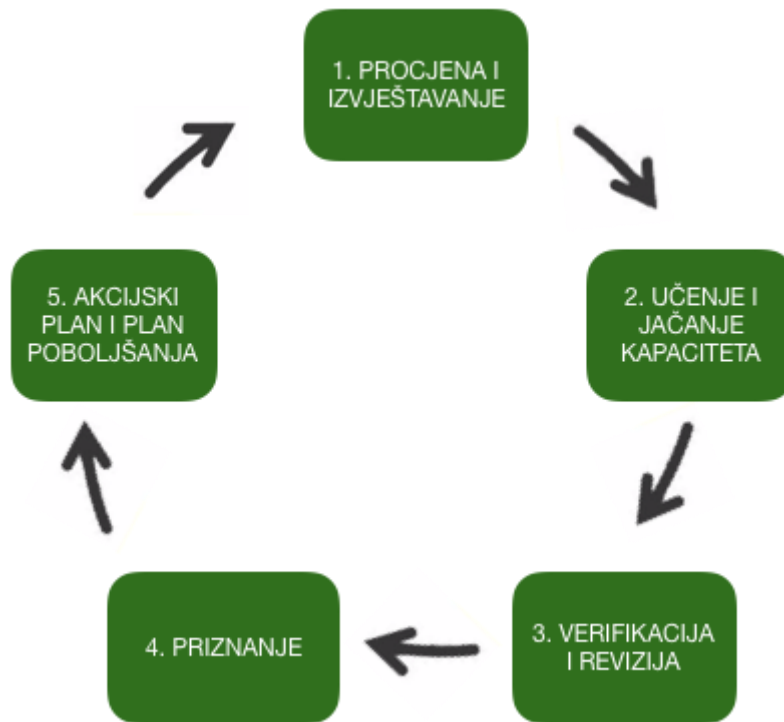 1. PROCJENA I
IZVJEŠTAVANJE
2. UČENJE I
JAČANJE
KAPACITETA
3. VERIFIKACIJA
I REVIZIJA
4. PRIZNANJE
5. AKCIJSKI
PLAN I PLAN
POBOLJŠANJA